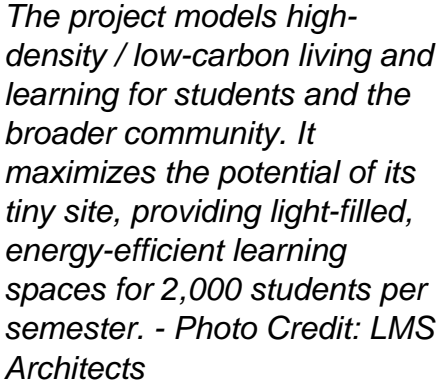 The project models high-
density / low-carbon living and
learning for students and the
broader community. It
maximizes the potential of its
tiny site, providing light-filled,
energy-efficient learning
spaces for 2,000 students per
semester. - Photo Credit: LMS
Architects